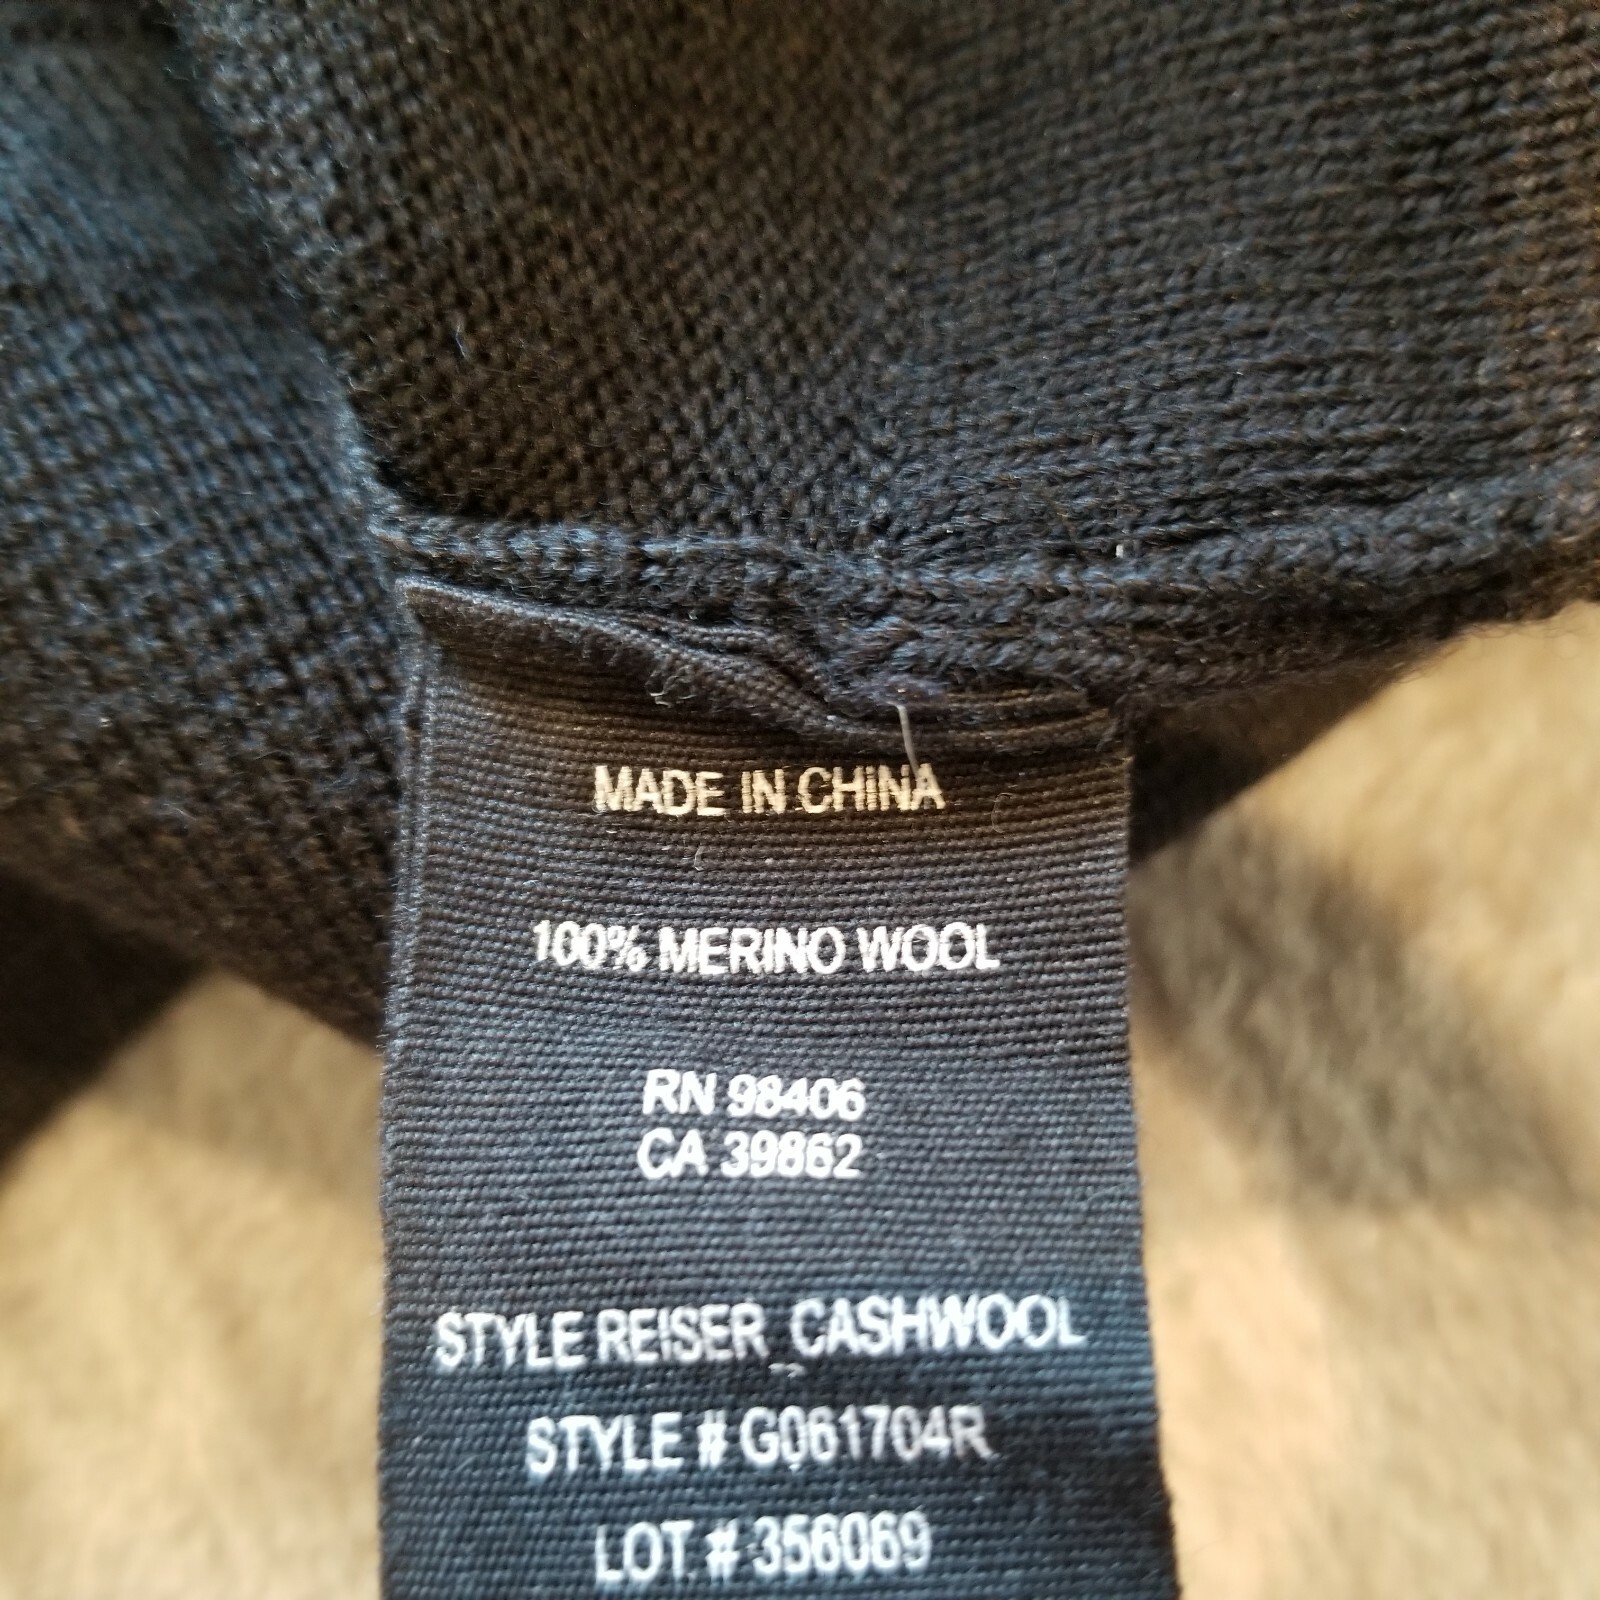 MADE IN CHINA
100% MERINO WOOL
RN 98406
CA 39862
STYLE REISER_CASHWOOL
STYLE # G061704R
LOT # 356069